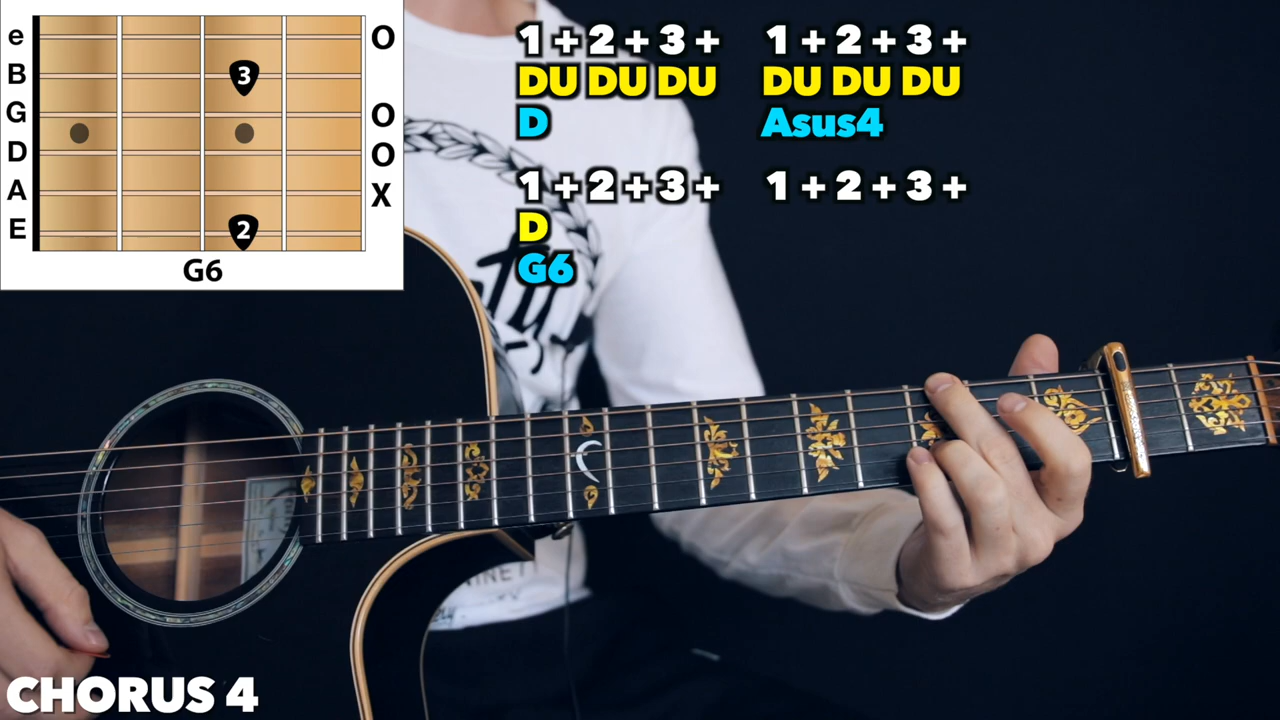 e O
B 3
G O
D O
A X
E 2
G6
1 + 2 + 3 + 1 + 2 + 3 +
DU DU DU DU DU DU
D Asus4
1 + 2 + 3 + 1 + 2 + 3 +
D
G6
CHORUS 4